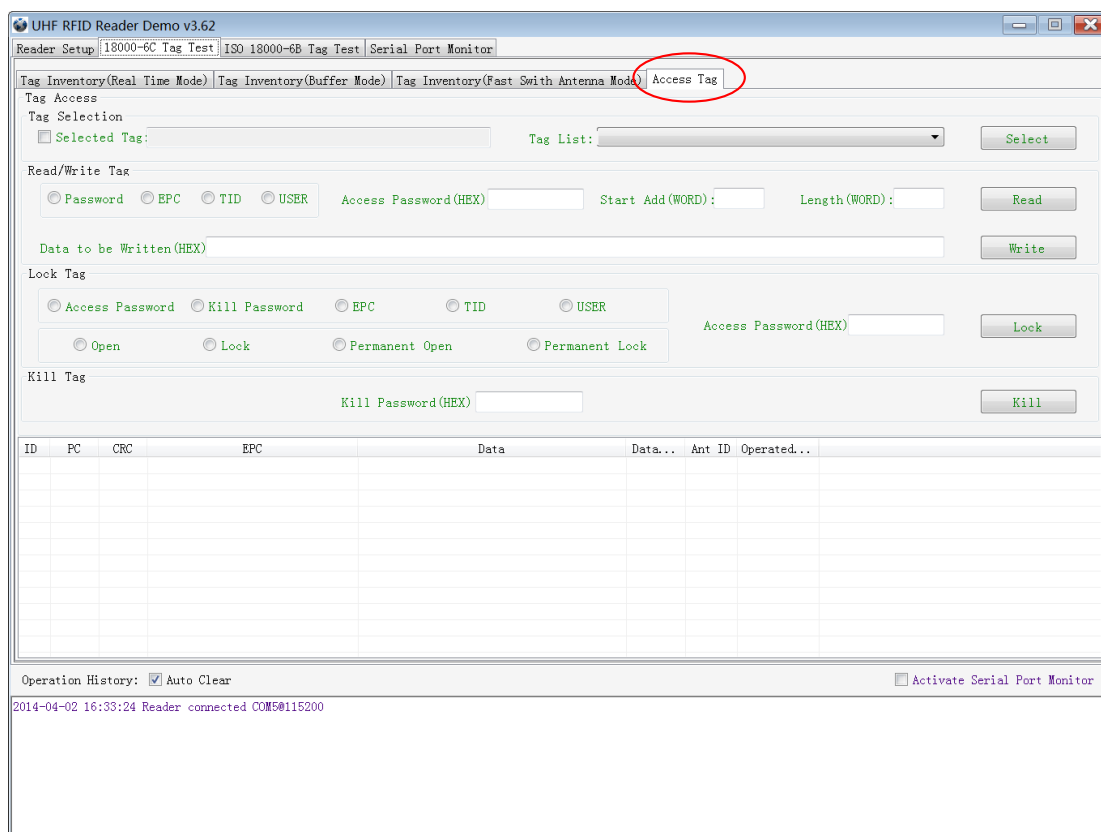 UHF RFID Reader Demo v3.62
Reader Setup 18000-6C Tag Test ISO 18000-6B Tag Test Serial Port Monitor
Tag Inventory(Real Time Mode) Tag Inventory(Buffer Mode) Tag Inventory(Fast Swith Antenna Mode) Access Tag
Tag Access
Tag Selection
Selected Tag: Tag List: Select
Read/Write Tag
Password EPC TID USER Access Password(HEX) Start Add(WORD): Length(WORD): Read
Data to be Written(HEX) Write
Lock Tag
Access Password Kill Password EPC TID USER
Access Password(HEX) Lock
Open Lock Permanent Open Permanent Lock
Kill Tag
Kill Password(HEX) Kill
ID PC CRC EPC Data Data... Ant ID Operated...
Operation History: Auto Clear Activate Serial Port Monitor
2014-04-02 16:33:24 Reader connected COM5@115200